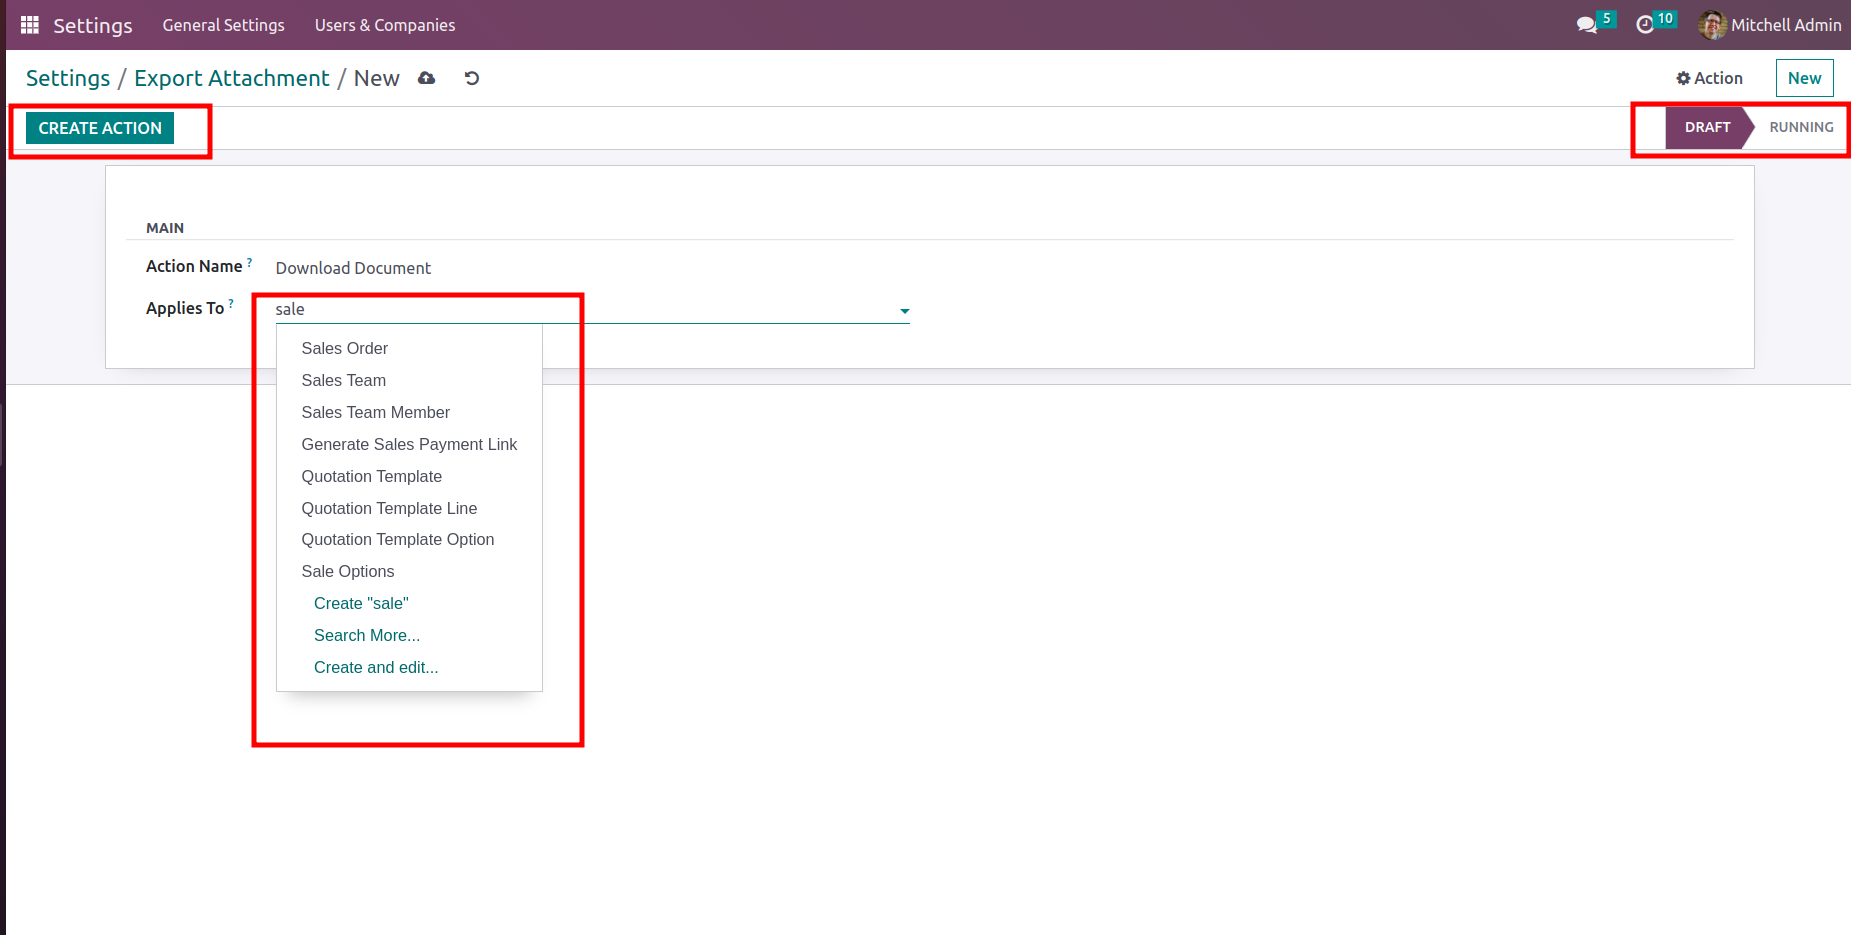 Settings General Settings Users & Companies 5 10 Mitchell Admin
Settings / Export Attachment / New Action New
CREATE ACTION DRAFT RUNNING
MAIN
Action Name ? Download Document
Applies To ? sale
Sales Order
Sales Team
Sales Team Member
Generate Sales Payment Link
Quotation Template
Quotation Template Line
Quotation Template Option
Sale Options
Create "sale"
Search More...
Create and edit...